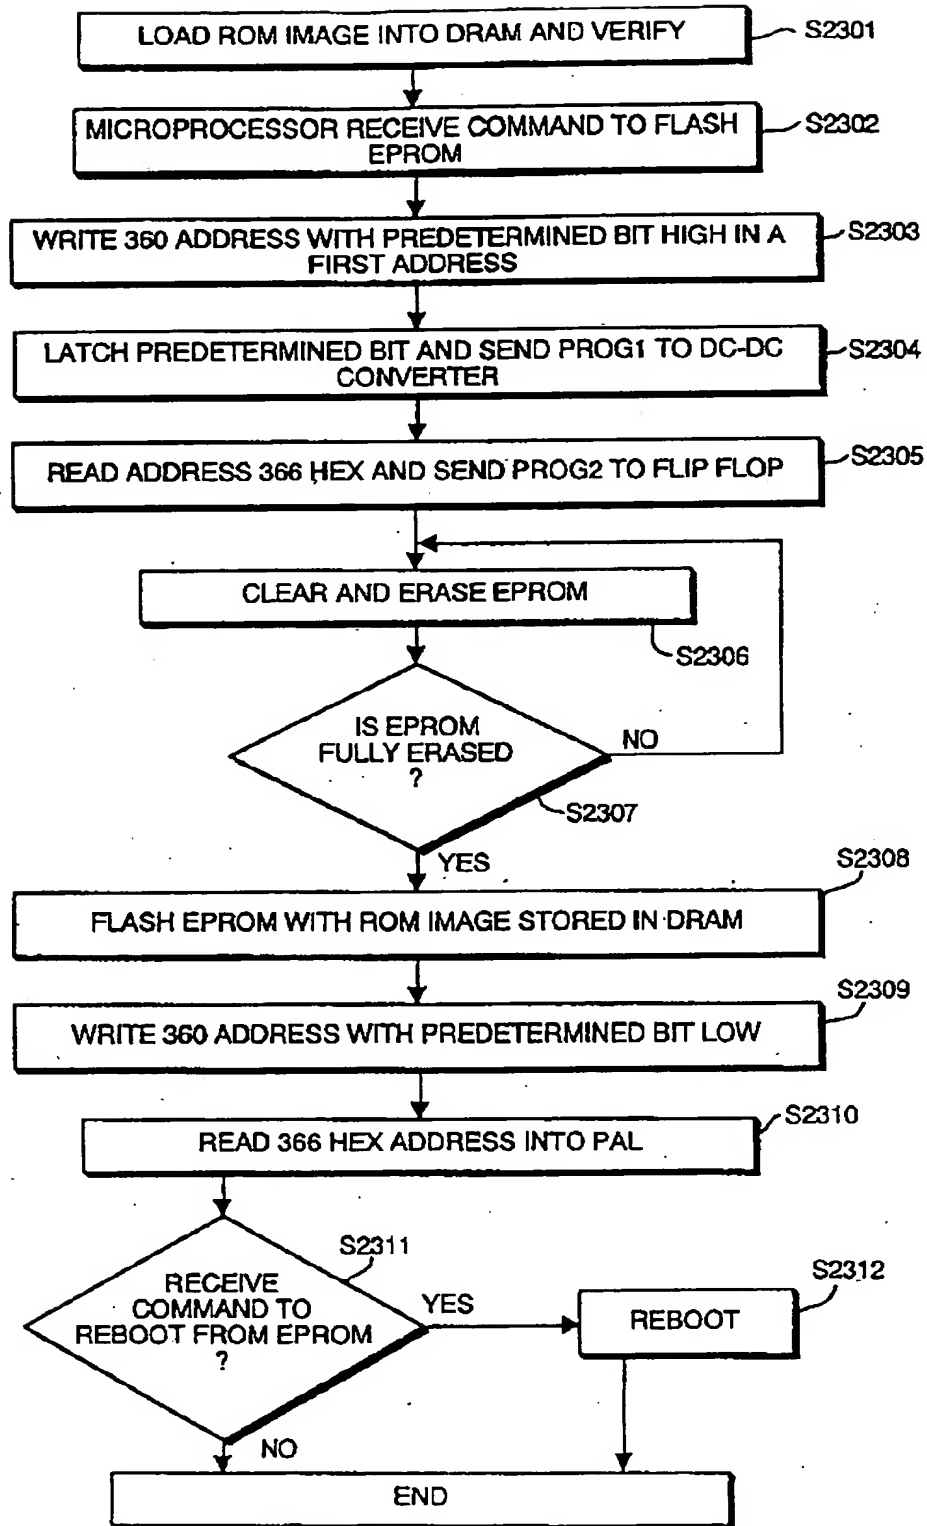 LOAD ROM IMAGE INTO DRAM AND VERIFY
S2301
MICROPROCESSOR RECEIVE COMMAND TO FLASH
EPROM
S2302
WRITE 360 ADDRESS WITH PREDETERMINED BIT HIGH IN A
FIRST ADDRESS
S2303
LATCH PREDETERMINED BIT AND SEND PROG1 TO DC-DC
CONVERTER
S2304
READ ADDRESS 366 HEX AND SEND PROG2 TO FLIP FLOP
S2305
CLEAR AND ERASE EPROM
S2306
IS EPROM
FULLY ERASED
?
NO
S2307
YES
S2308
FLASH EPROM WITH ROM IMAGE STORED IN DRAM
S2309
WRITE 360 ADDRESS WITH PREDETERMINED BIT LOW
S2310
READ 366 HEX ADDRESS INTO PAL
S2311
RECEIVE
COMMAND TO
REBOOT FROM EPROM
?
YES
S2312
REBOOT
NO
END